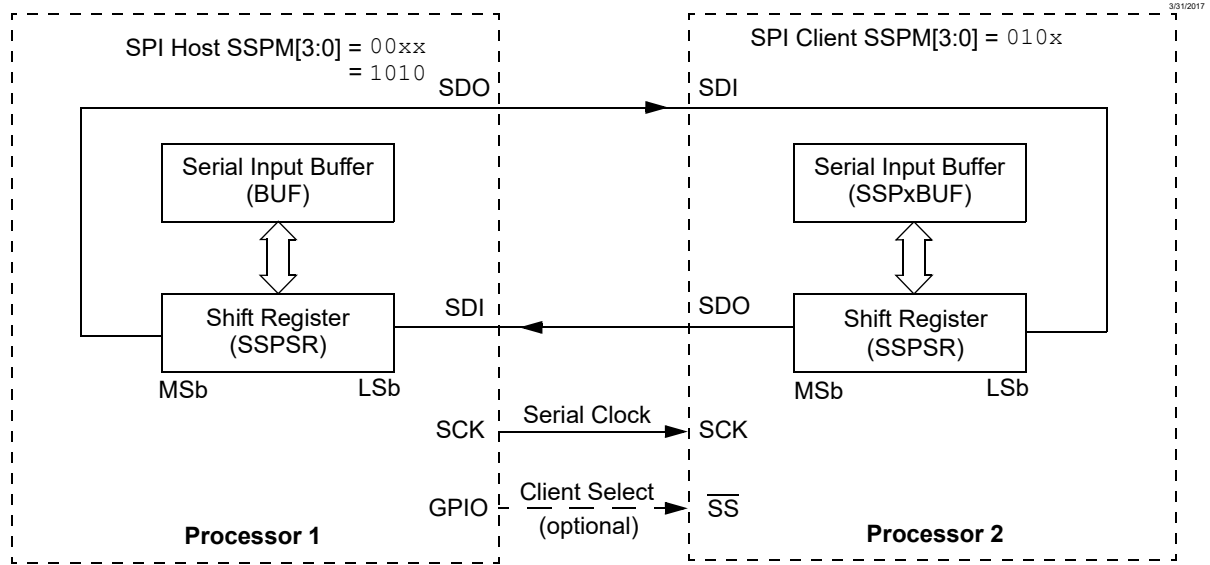 3/31/2017
SPI Host SSPM[3:0] = 00xx
= 1010
SPI Client SSPM[3:0] = 010x
SDO
SDI
Serial Input Buffer
(BUF)
Serial Input Buffer
(SSPxBUF)
Shift Register
(SSPSR)
SDI
SDO
Shift Register
(SSPSR)
MSb
LSb
MSb
LSb
SCK
Serial Clock
SCK
GPIO
Client Select
(optional)
SS
Processor 1
Processor 2